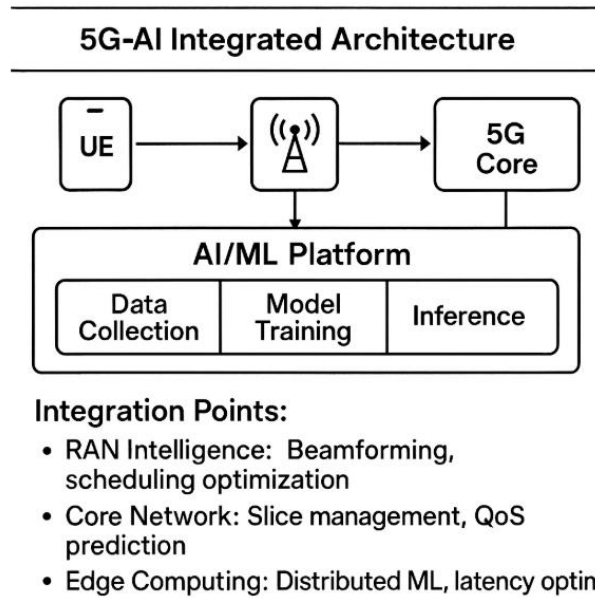 5G-AI Integrated Architecture
UE
5G
Core
AI/ML Platform
Data
Collection
Model
Training
Inference
Integration Points:
• RAN Intelligence: Beamforming,
scheduling optimization
• Core Network: Slice management, QoS
prediction
• Edge Computing: Distributed ML, latency optim